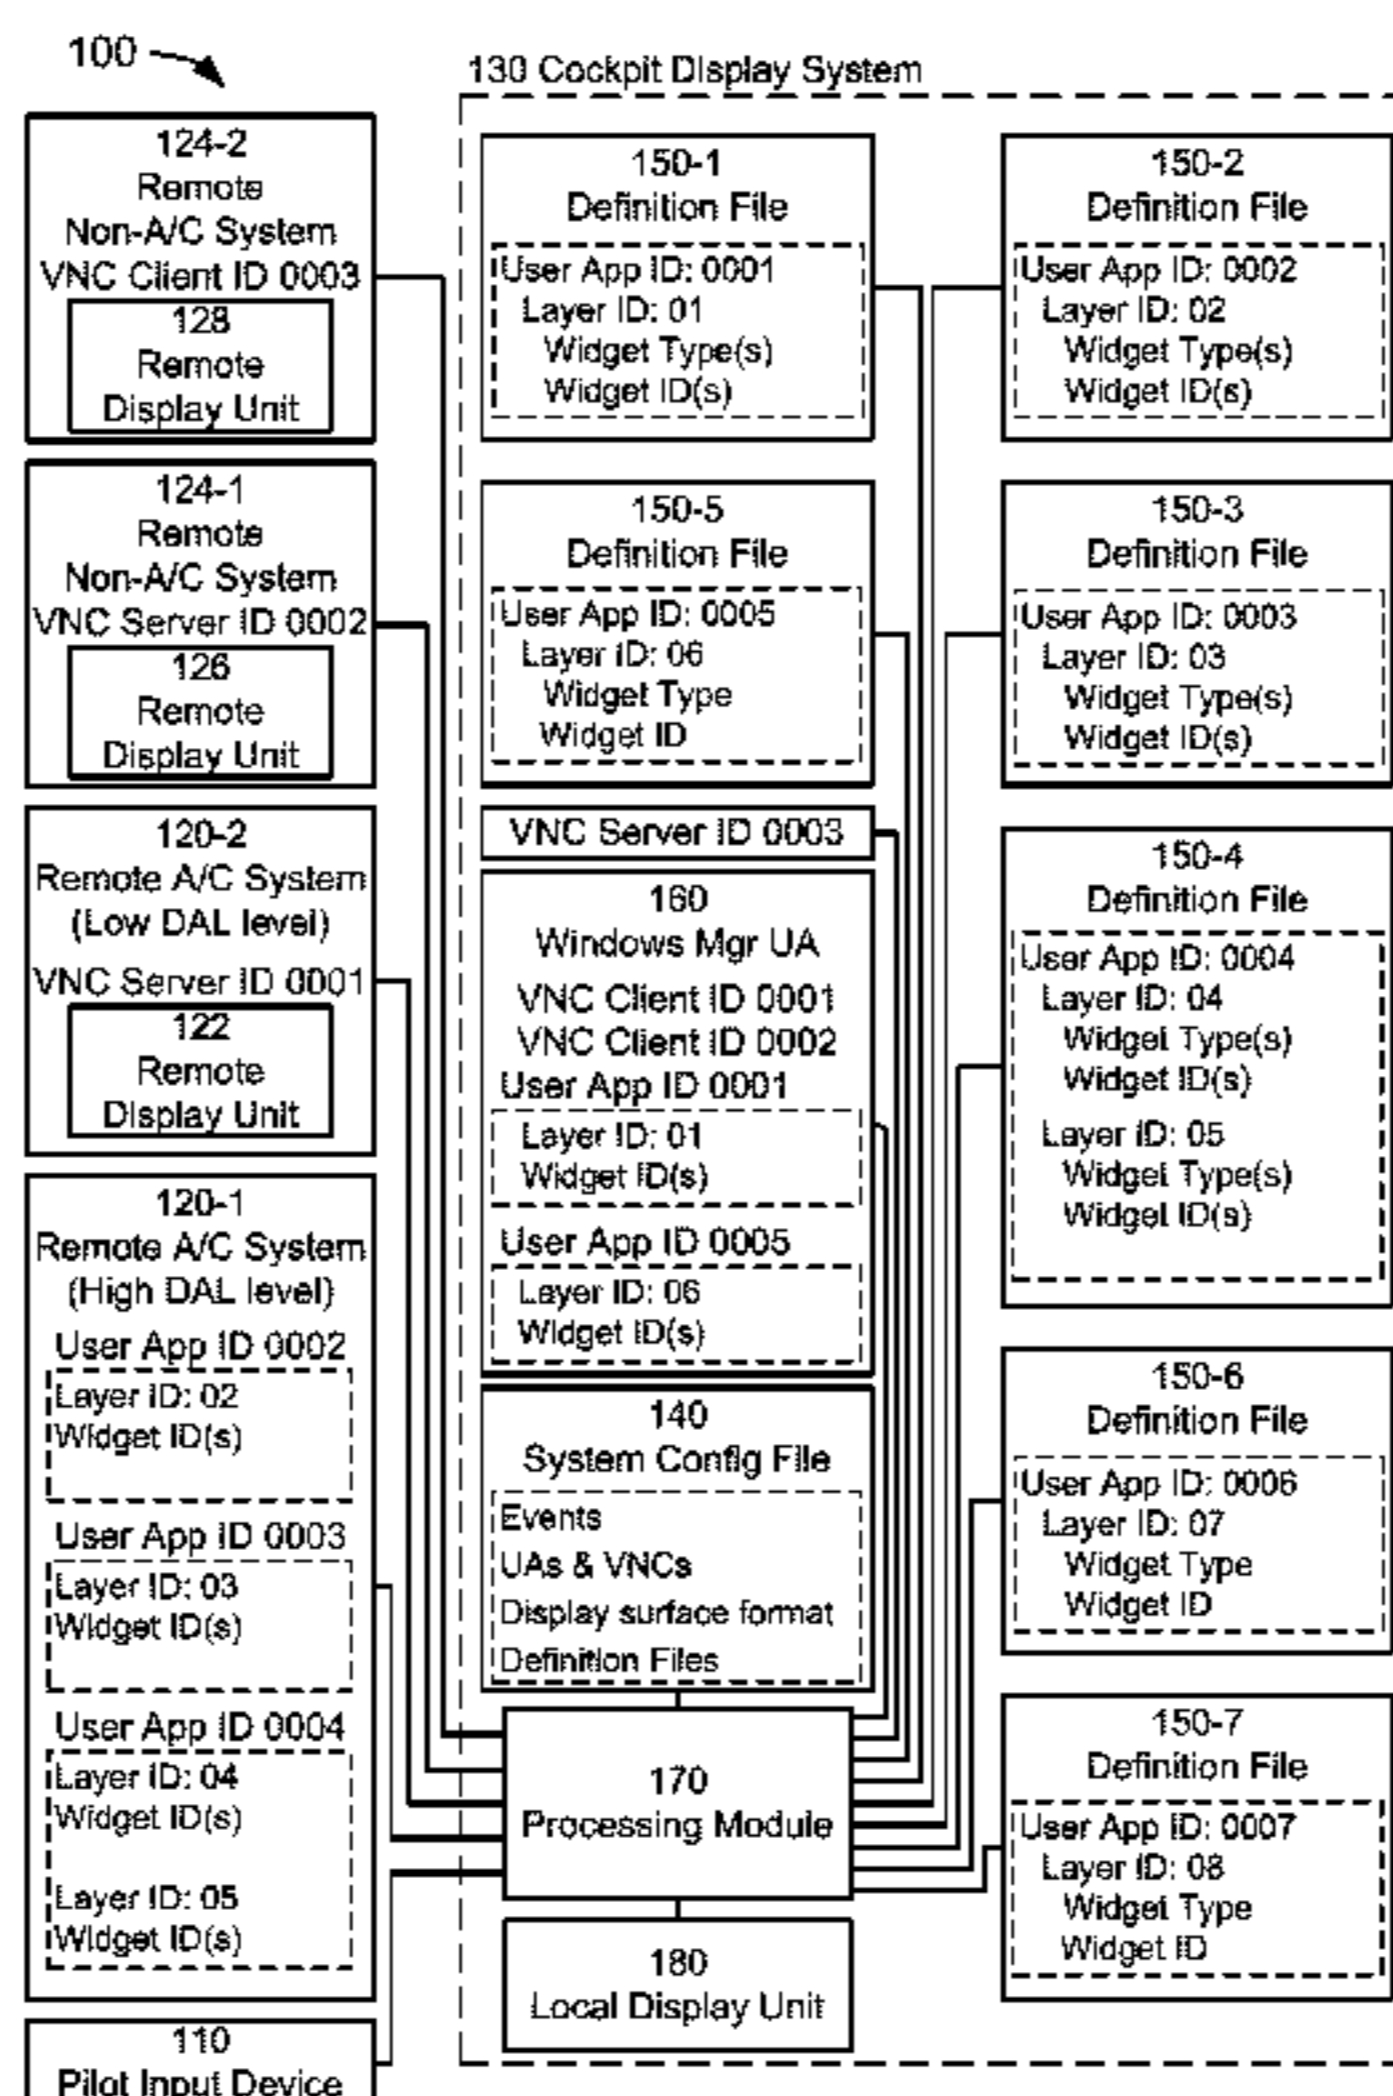 100
130 Cockpit Display System
124-2
Remote
Non-A/C System
VNC Client ID 0003
128
Remote
Display Unit
124-1
Remote
Non-A/C System
VNC Server ID 0002
126
Remote
Display Unit
120-2
Remote A/C System
(Low DAL level)
VNC Server ID 0001
122
Remote
Display Unit
120-1
Remote A/C System
(High DAL level)
User App ID 0002
Layer ID: 02
Widget ID(s)
User App ID 0003
Layer ID: 03
Widget ID(s)
User App ID 0004
Layer ID: 04
Widget ID(s)
Layer ID: 05
Widget ID(s)
110
Pilot Input Device
150-1
Definition File
User App ID: 0001
Layer ID: 01
Widget Type(s)
Widget ID(s)
150-5
Definition File
User App ID: 0005
Layer ID: 06
Widget Type
Widget ID
VNC Server ID 0003
160
Windows Mgr UA
VNC Client ID 0001
VNC Client ID 0002
User App ID 0001
Layer ID: 01
Widget ID(s)
User App ID 0005
Layer ID: 06
Widget ID(s)
140
System Config File
Events
UAs & VNCs
Display surface format
Definition Files
170
Processing Module
180
Local Display Unit
150-2
Definition File
User App ID: 0002
Layer ID: 02
Widget Type(s)
Widget ID(s)
150-3
Definition File
User App ID: 0003
Layer ID: 03
Widget Type(s)
Widget ID(s)
150-4
Definition File
User App ID: 0004
Layer ID: 04
Widget Type(s)
Widget ID(s)
Layer ID: 05
Widget Type(s)
Widget ID(s)
150-6
Definition File
User App ID: 0006
Layer ID: 07
Widget Type
Widget ID
150-7
Definition File
User App ID: 0007
Layer ID: 08
Widget Type
Widget ID